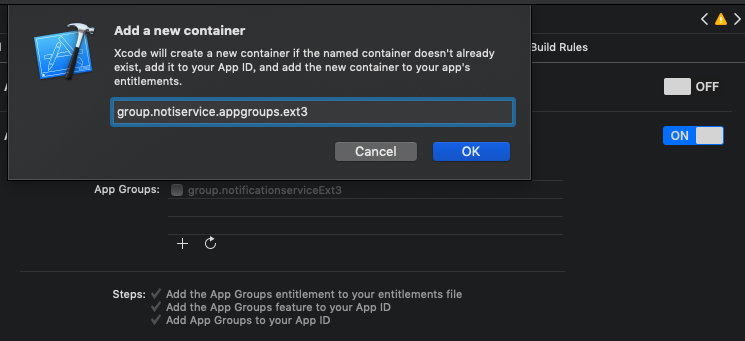 Add a new container
Xcode will create a new container if the named container doesn't already
exist, add it to your App ID, and add the new container to your app's
entitlements.
group.notiservice.appgroups.ext3
Cancel
OK
Build Rules
OFF
ON
App Groups:
group.notificationserviceExt3
Steps:
Add the App Groups entitlement to your entitlements file
Add the App Groups feature to your App ID
Add App Groups to your App ID